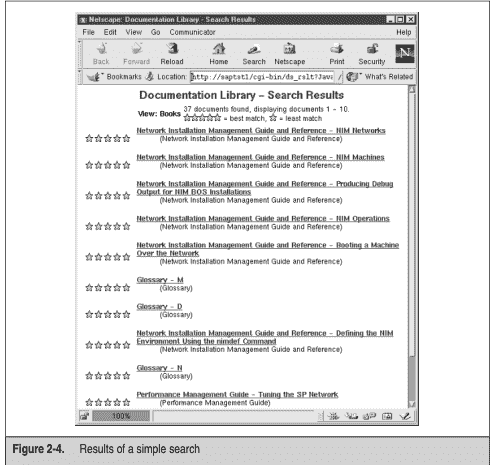 Netscape: Documentation Library - Search Results
File Edit View Go Communicator Help
Back Forward Reload Home Search Netscape Print Security
N
Bookmarks Location: http://saptst1/cgi-bin/ds_rslt?Java What's Related
Documentation Library - Search Results
View: Books 37 documents found, displaying documents 1 - 10.
= best match, = least match
Network Installation Management Guide and Reference - NIM Networks
(Network Installation Management Guide and Reference)
Network Installation Management Guide and Reference - NIM Machines
(Network Installation Management Guide and Reference)
Network Installation Management Guide and Reference - Producing Debug
Output for NIM BOS Installations
(Network Installation Management Guide and Reference)
Network Installation Management Guide and Reference - NIM Operations
(Network Installation Management Guide and Reference)
Network Installation Management Guide and Reference - Booting a Machine
Over the Network
(Network Installation Management Guide and Reference)
Glossary - M
(Glossary)
Glossary - D
(Glossary)
Network Installation Management Guide and Reference - Defining the NIM
Environment Using the nimdef Command
(Network Installation Management Guide and Reference)
Glossary - N
(Glossary)
Performance Management Guide - Tuning the SP Network
(Performance Management Guide)
100%
Figure 2-4. Results of a simple search